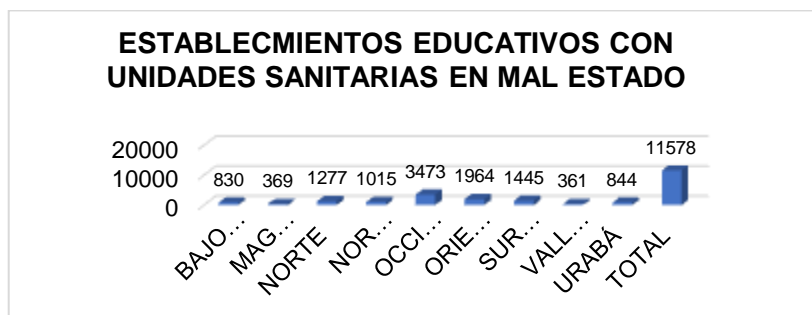 ESTABLECMIENTOS EDUCATIVOS CON
UNIDADES SANITARIAS EN MAL ESTADO
20000
10000
0
830
369
1277
1015
3473
1964
1445
361
844
11578
BAJO…
MAG…
NORTE
NOR…
OCCI…
ORIE…
SUR…
VALL…
URABÁ
TOTAL